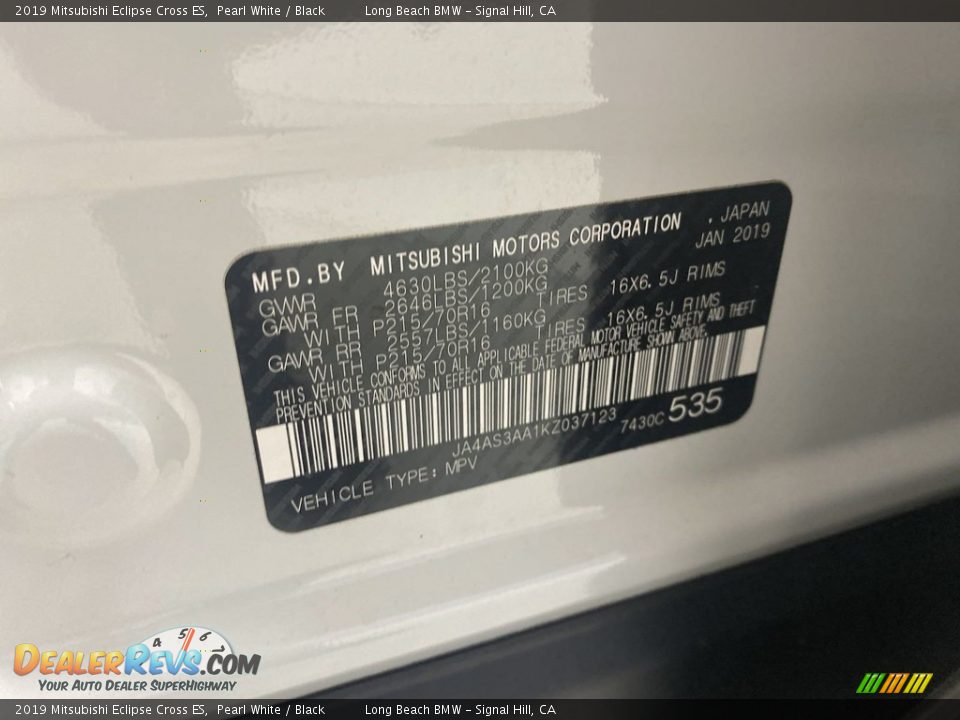 2019 Mitsubishi Eclipse Cross ES, Pearl White / Black Long Beach BMW - Signal Hill, CA
MFD.BY MITSUBISHI MOTORS CORPORATION . JAPAN
JAN 2019
GVWR 4630LBS/2100KG
GAWR FR 2646LBS/1200KG
WITH P215/70R16 TIRES 16X6.5J RIMS
GAWR RR 2557LBS/1160KG
WITH P215/70R16 TIRES 16X6.5J RIMS
THIS VEHICLE CONFORMS TO ALL APPLICABLE FEDERAL MOTOR VEHICLE SAFETY AND THEFT
PREVENTION STANDARDS IN EFFECT ON THE DATE OF MANUFACTURE SHOWN ABOVE.
JA4AS3AA1KZ037123 7430C 535
VEHICLE TYPE: MPV
4 5 6
DealerRevs.com
Your Auto Dealer SuperHighway
2019 Mitsubishi Eclipse Cross ES, Pearl White / Black Long Beach BMW - Signal Hill, CA